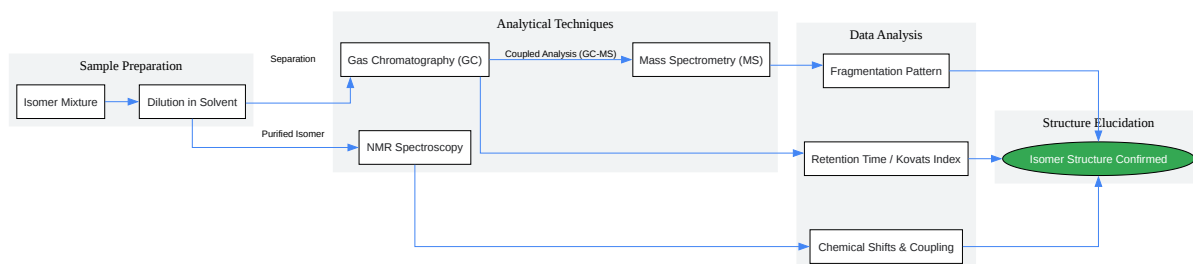 Sample Preparation
Isomer Mixture
Dilution in Solvent
Separation
Purified Isomer
Analytical Techniques
Gas Chromatography (GC)
Coupled Analysis (GC-MS)
Mass Spectrometry (MS)
NMR Spectroscopy
Data Analysis
Fragmentation Pattern
Retention Time / Kovats Index
Chemical Shifts & Coupling
Structure Elucidation
Isomer Structure Confirmed